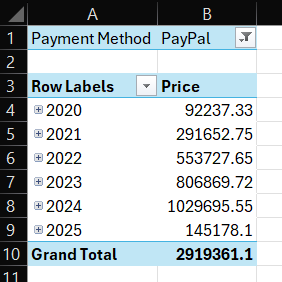 A B
1 Payment Method PayPal
2
3 Row Labels Price
4 2020 92237.33
5 2021 291652.75
6 2022 553727.65
7 2023 806869.72
8 2024 1029695.55
9 2025 145178.1
10 Grand Total 2919361.1
11